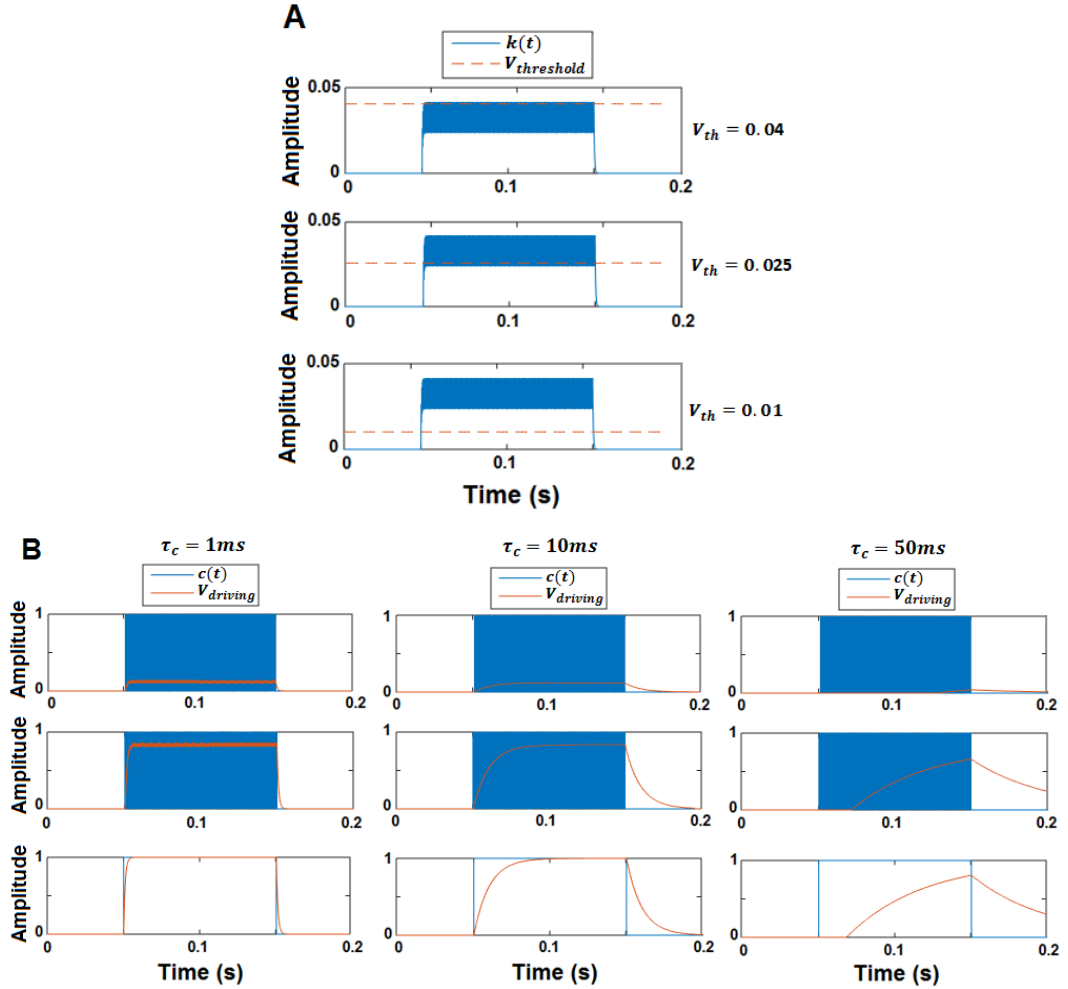 A
k(t)
V_threshold
0.05
0
Amplitude
0
0.1
0.2
V_th = 0.04
0.05
0
Amplitude
0
0.1
0.2
V_th = 0.025
0.05
0
Amplitude
0
0.1
0.2
V_th = 0.01
Time (s)
B
τ_c = 1ms
τ_c = 10ms
τ_c = 50ms
c(t)
V_driving
c(t)
V_driving
c(t)
V_driving
Amplitude
1
0
0
0.1
0.2
1
0
0
0.1
0.2
1
0
0
0.1
0.2
Amplitude
1
0
0
0.1
0.2
1
0
0
0.1
0.2
1
0
0
0.1
0.2
Amplitude
1
0
0
0.1
0.2
1
0
0
0.1
0.2
1
0
0
0.1
0.2
Time (s)
Time (s)
Time (s)